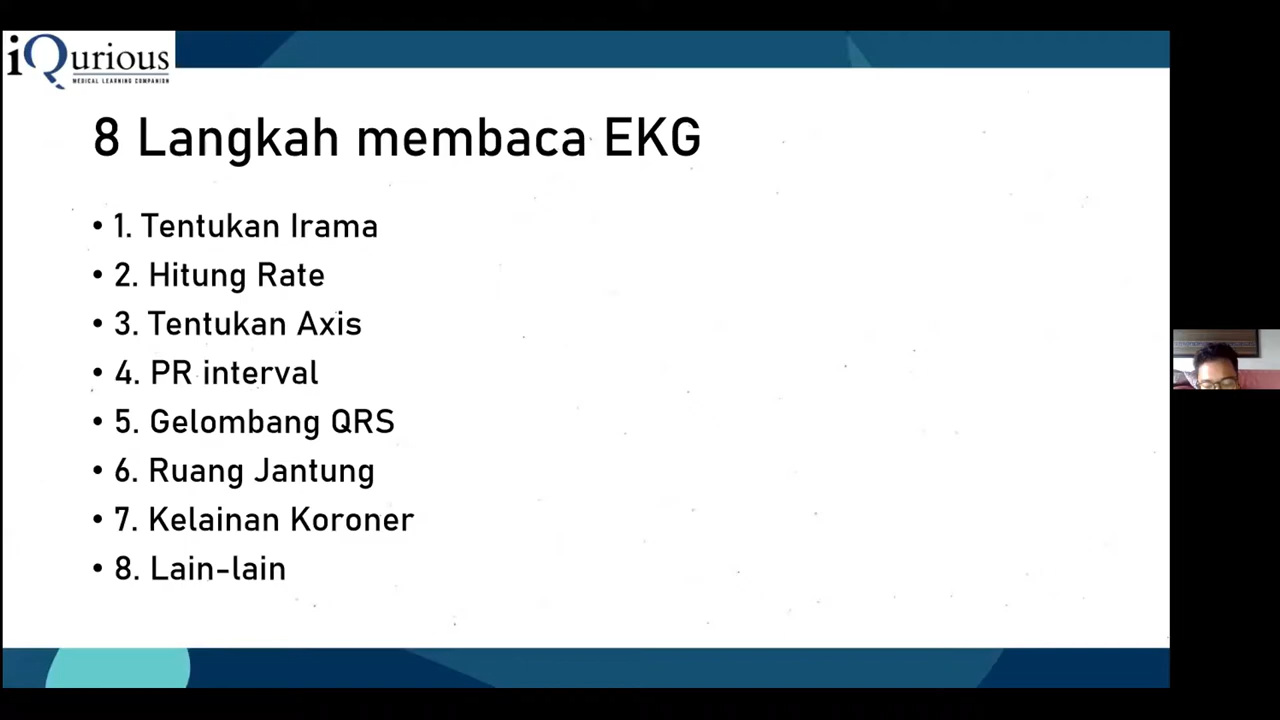 iQurious
MEDICAL LEARNING COMPANION
8 Langkah membaca EKG
• 1. Tentukan Irama
• 2. Hitung Rate
• 3. Tentukan Axis
• 4. PR interval
• 5. Gelombang QRS
• 6. Ruang Jantung
• 7. Kelainan Koroner
• 8. Lain-lain